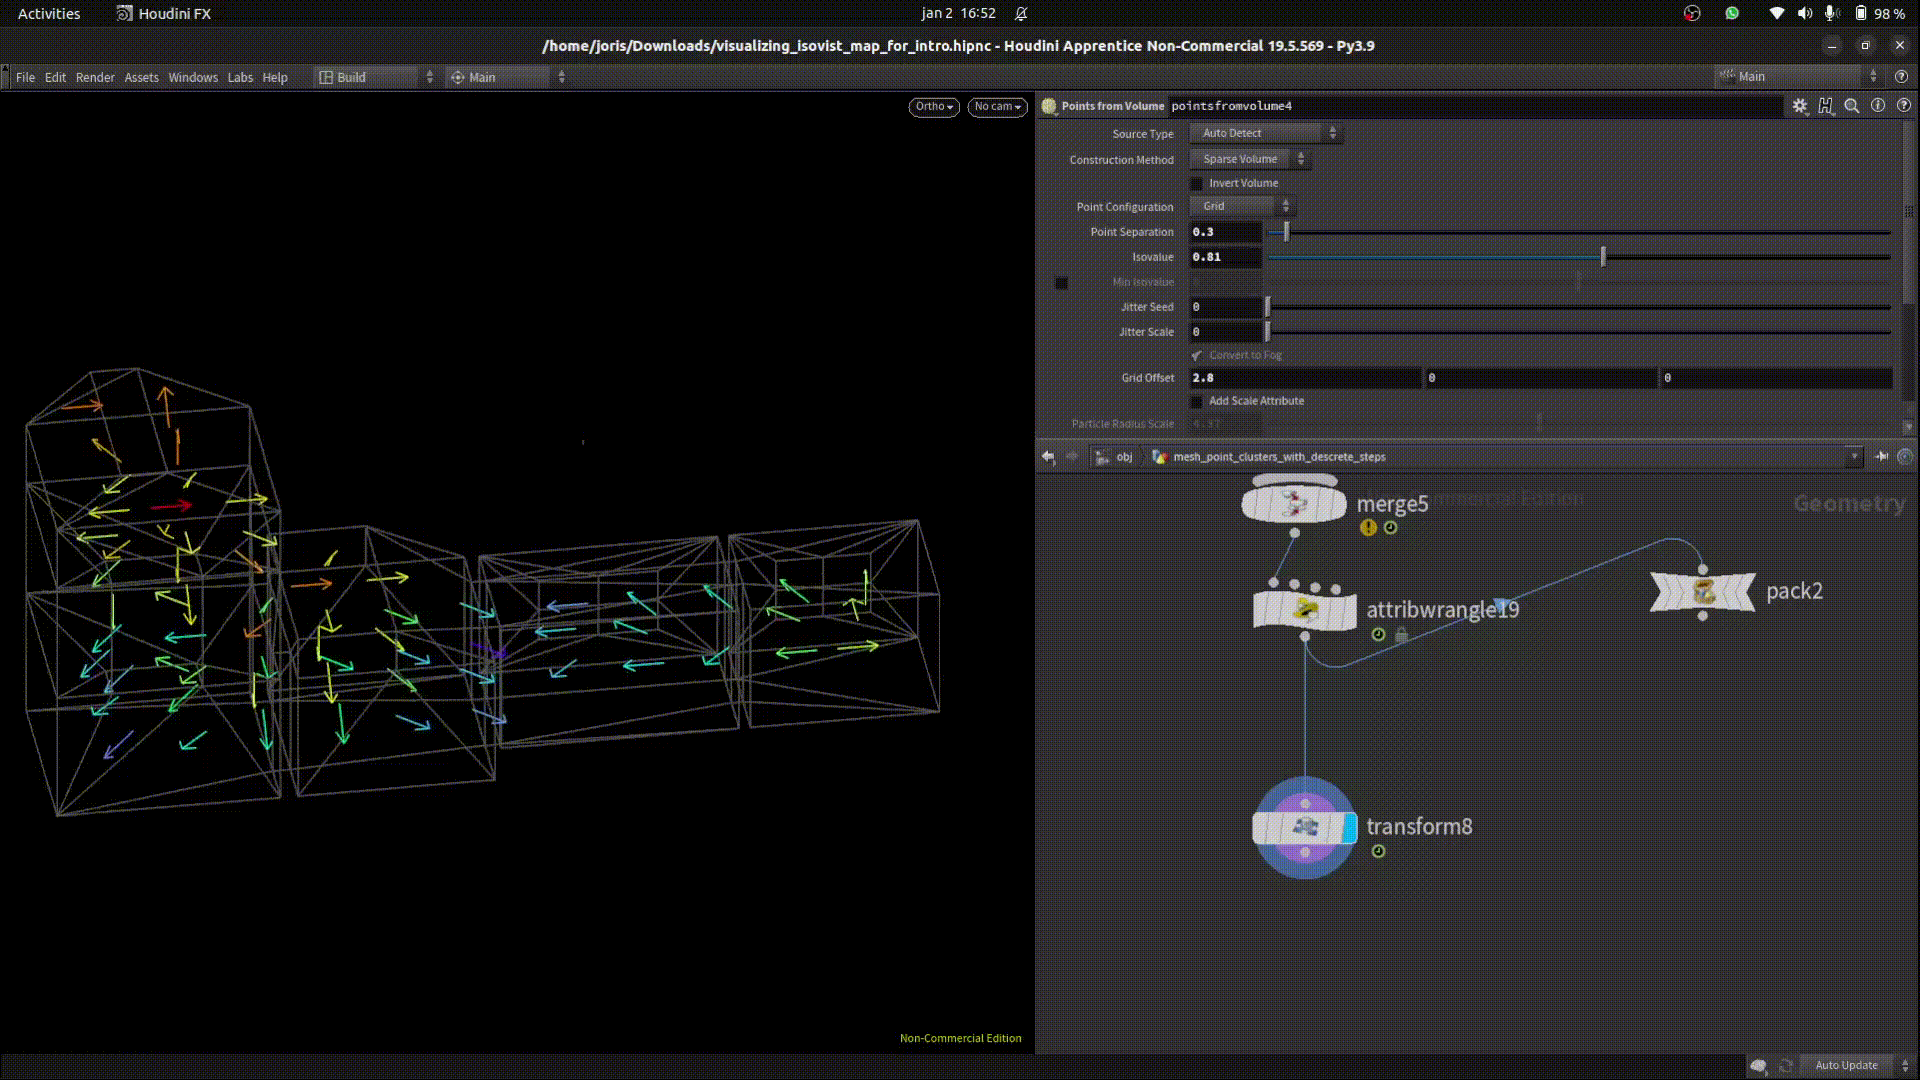 Activities Houdini FX jan 2 16:52 98 %
/home/joris/Downloads/visualizing_isovist_map_for_intro.hipnc - Houdini Apprentice Non-Commercial 19.5.569 - Py3.9
File Edit Render Assets Windows Labs Help Build Main Main
Ortho No cam
Points from Volume pointsfromvolume4
Source Type Auto Detect
Construction Method Sparse Volume
Invert Volume
Point Configuration Grid
Point Separation 0.3
Isovalue 0.81
Min Isovalue
Jitter Seed 0
Jitter Scale 0
Convert to Fog
Grid Offset 2.8 0 0
Add Scale Attribute
Particle Radius Scale
obj mesh_point_clusters_with_descrete_steps
merge5
Edition
Geometry
pack2
attribwrangle19
transform8
Non-Commercial Edition
Auto Update